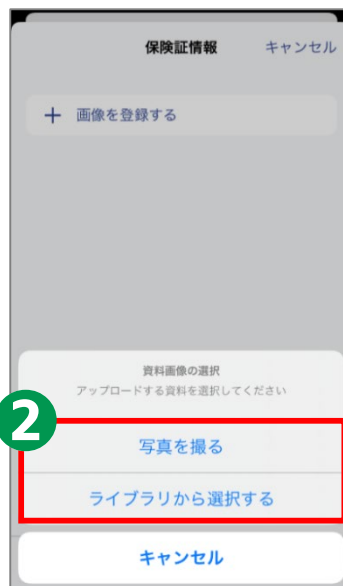 保険証情報 キャンセル
＋ 画像を登録する
資料画像の選択
アップロードする資料を選択してください
2
写真を撮る
ライブラリから選択する
キャンセル